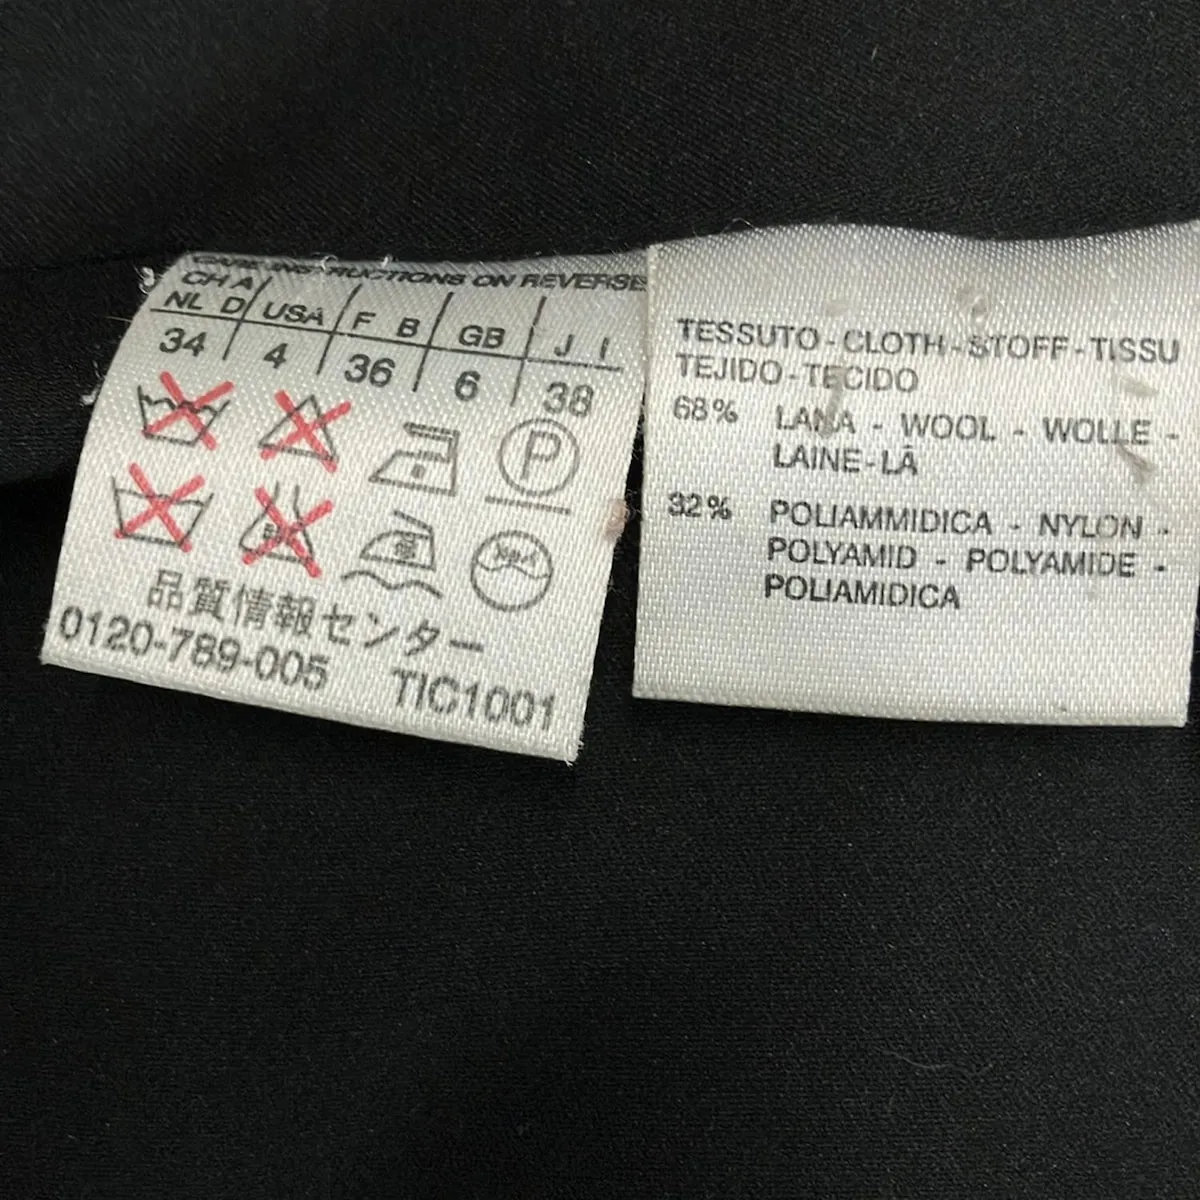 CARE INSTRUCTIONS ON REVERSE
CH A
NL D USA F B GB J I
34 4 36 6 38
P
品質情報センター
0120-789-005 TIC1001
TESSUTO-CLOTH-STOFF-TISSU
TEJIDO-TECIDO
68% LANA - WOOL - WOLLE -
LAINE-LÃ
32% POLIAMMIDICA - NYLON -
POLYAMID - POLYAMIDE -
POLIAMIDICA